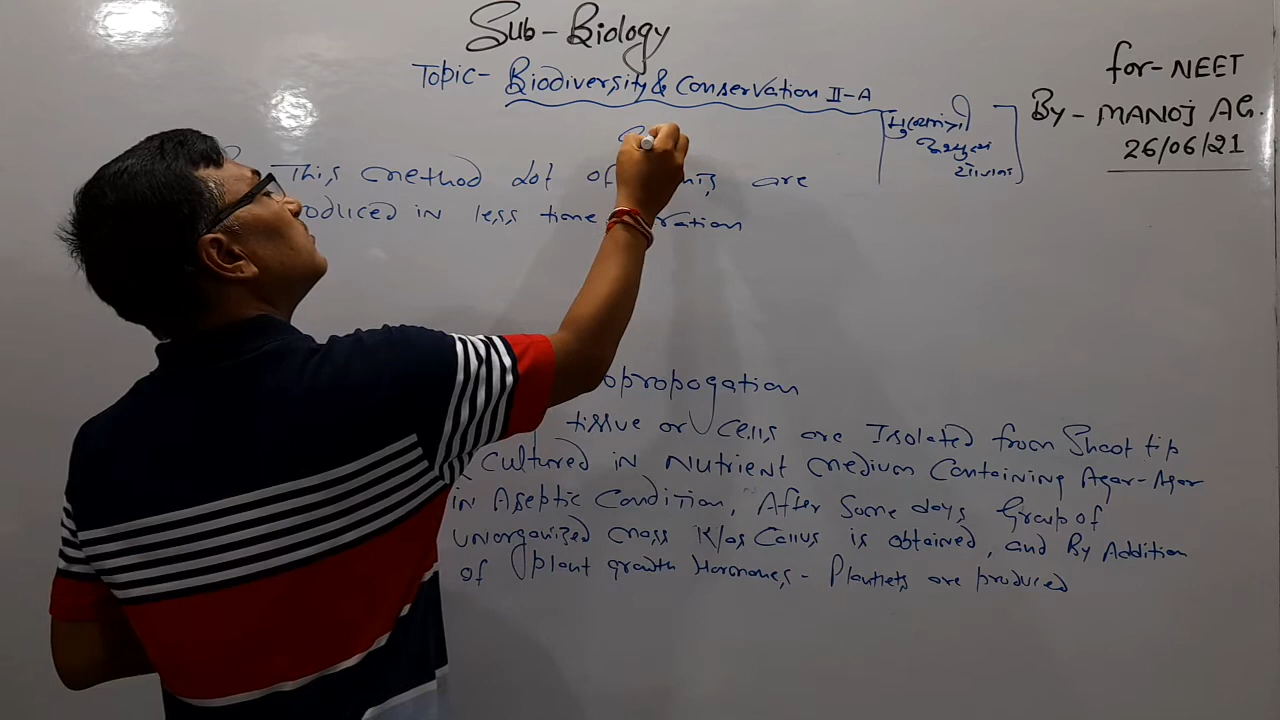 Sub - Biology
Topic - Biodiversity & Conservation II-A
for - NEET
By - MANOJ AG.
26/06/21
This method Lot of are
in less time
tissue or cells are Isolated from Shoot tip
cultured in Nutrient medium Containing Agar-Agar
in Aseptic Condition, After Some days Group of
unorganized mass K/as Callus is obtained, and By Addition
of plant growth Hormones - Plantlets are produced